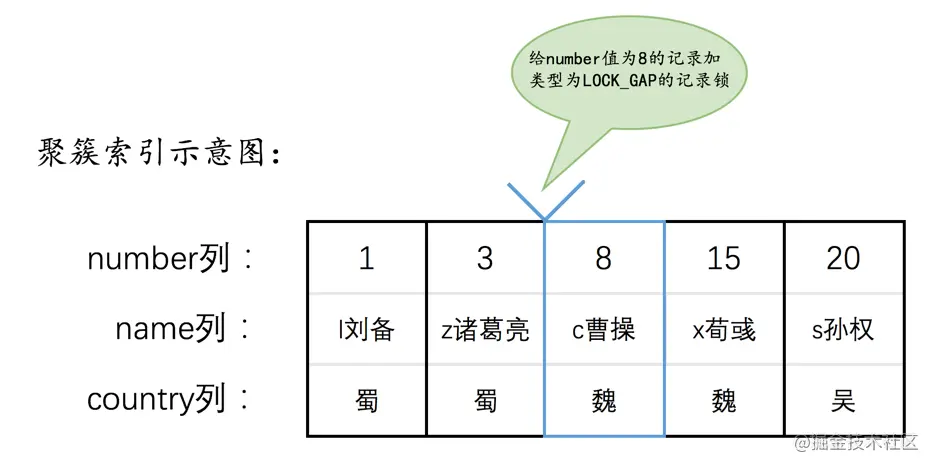 给number值为8的记录加
类型为LOCK_GAP的记录锁
聚簇索引示意图：
number列： 1 3 8 15 20
name列： l刘备 z诸葛亮 c曹操 x荀彧 s孙权
country列： 蜀 蜀 魏 魏 吴
@掘金技术社区